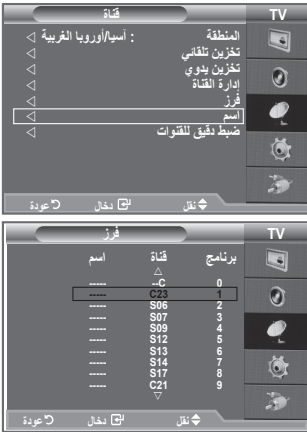 TV
قناة
المنطقة : آسيا/أوروبا الغربية ◁
تخزين تلقائي ◁
تخزين يدوي ◁
إدارة القناة ◁
فرز ◁
اسم ◁
ضبط دقيق للقنوات ◁
نقل دخال عودة
TV
فرز
برنامج قناة اسم
△
0 C-- -----
1 C23 -----
2 S06 -----
3 S07 -----
4 S09 -----
5 S12 -----
6 S13 -----
7 S14 -----
8 S17 -----
9 C21 -----
▽
نقل دخال عودة